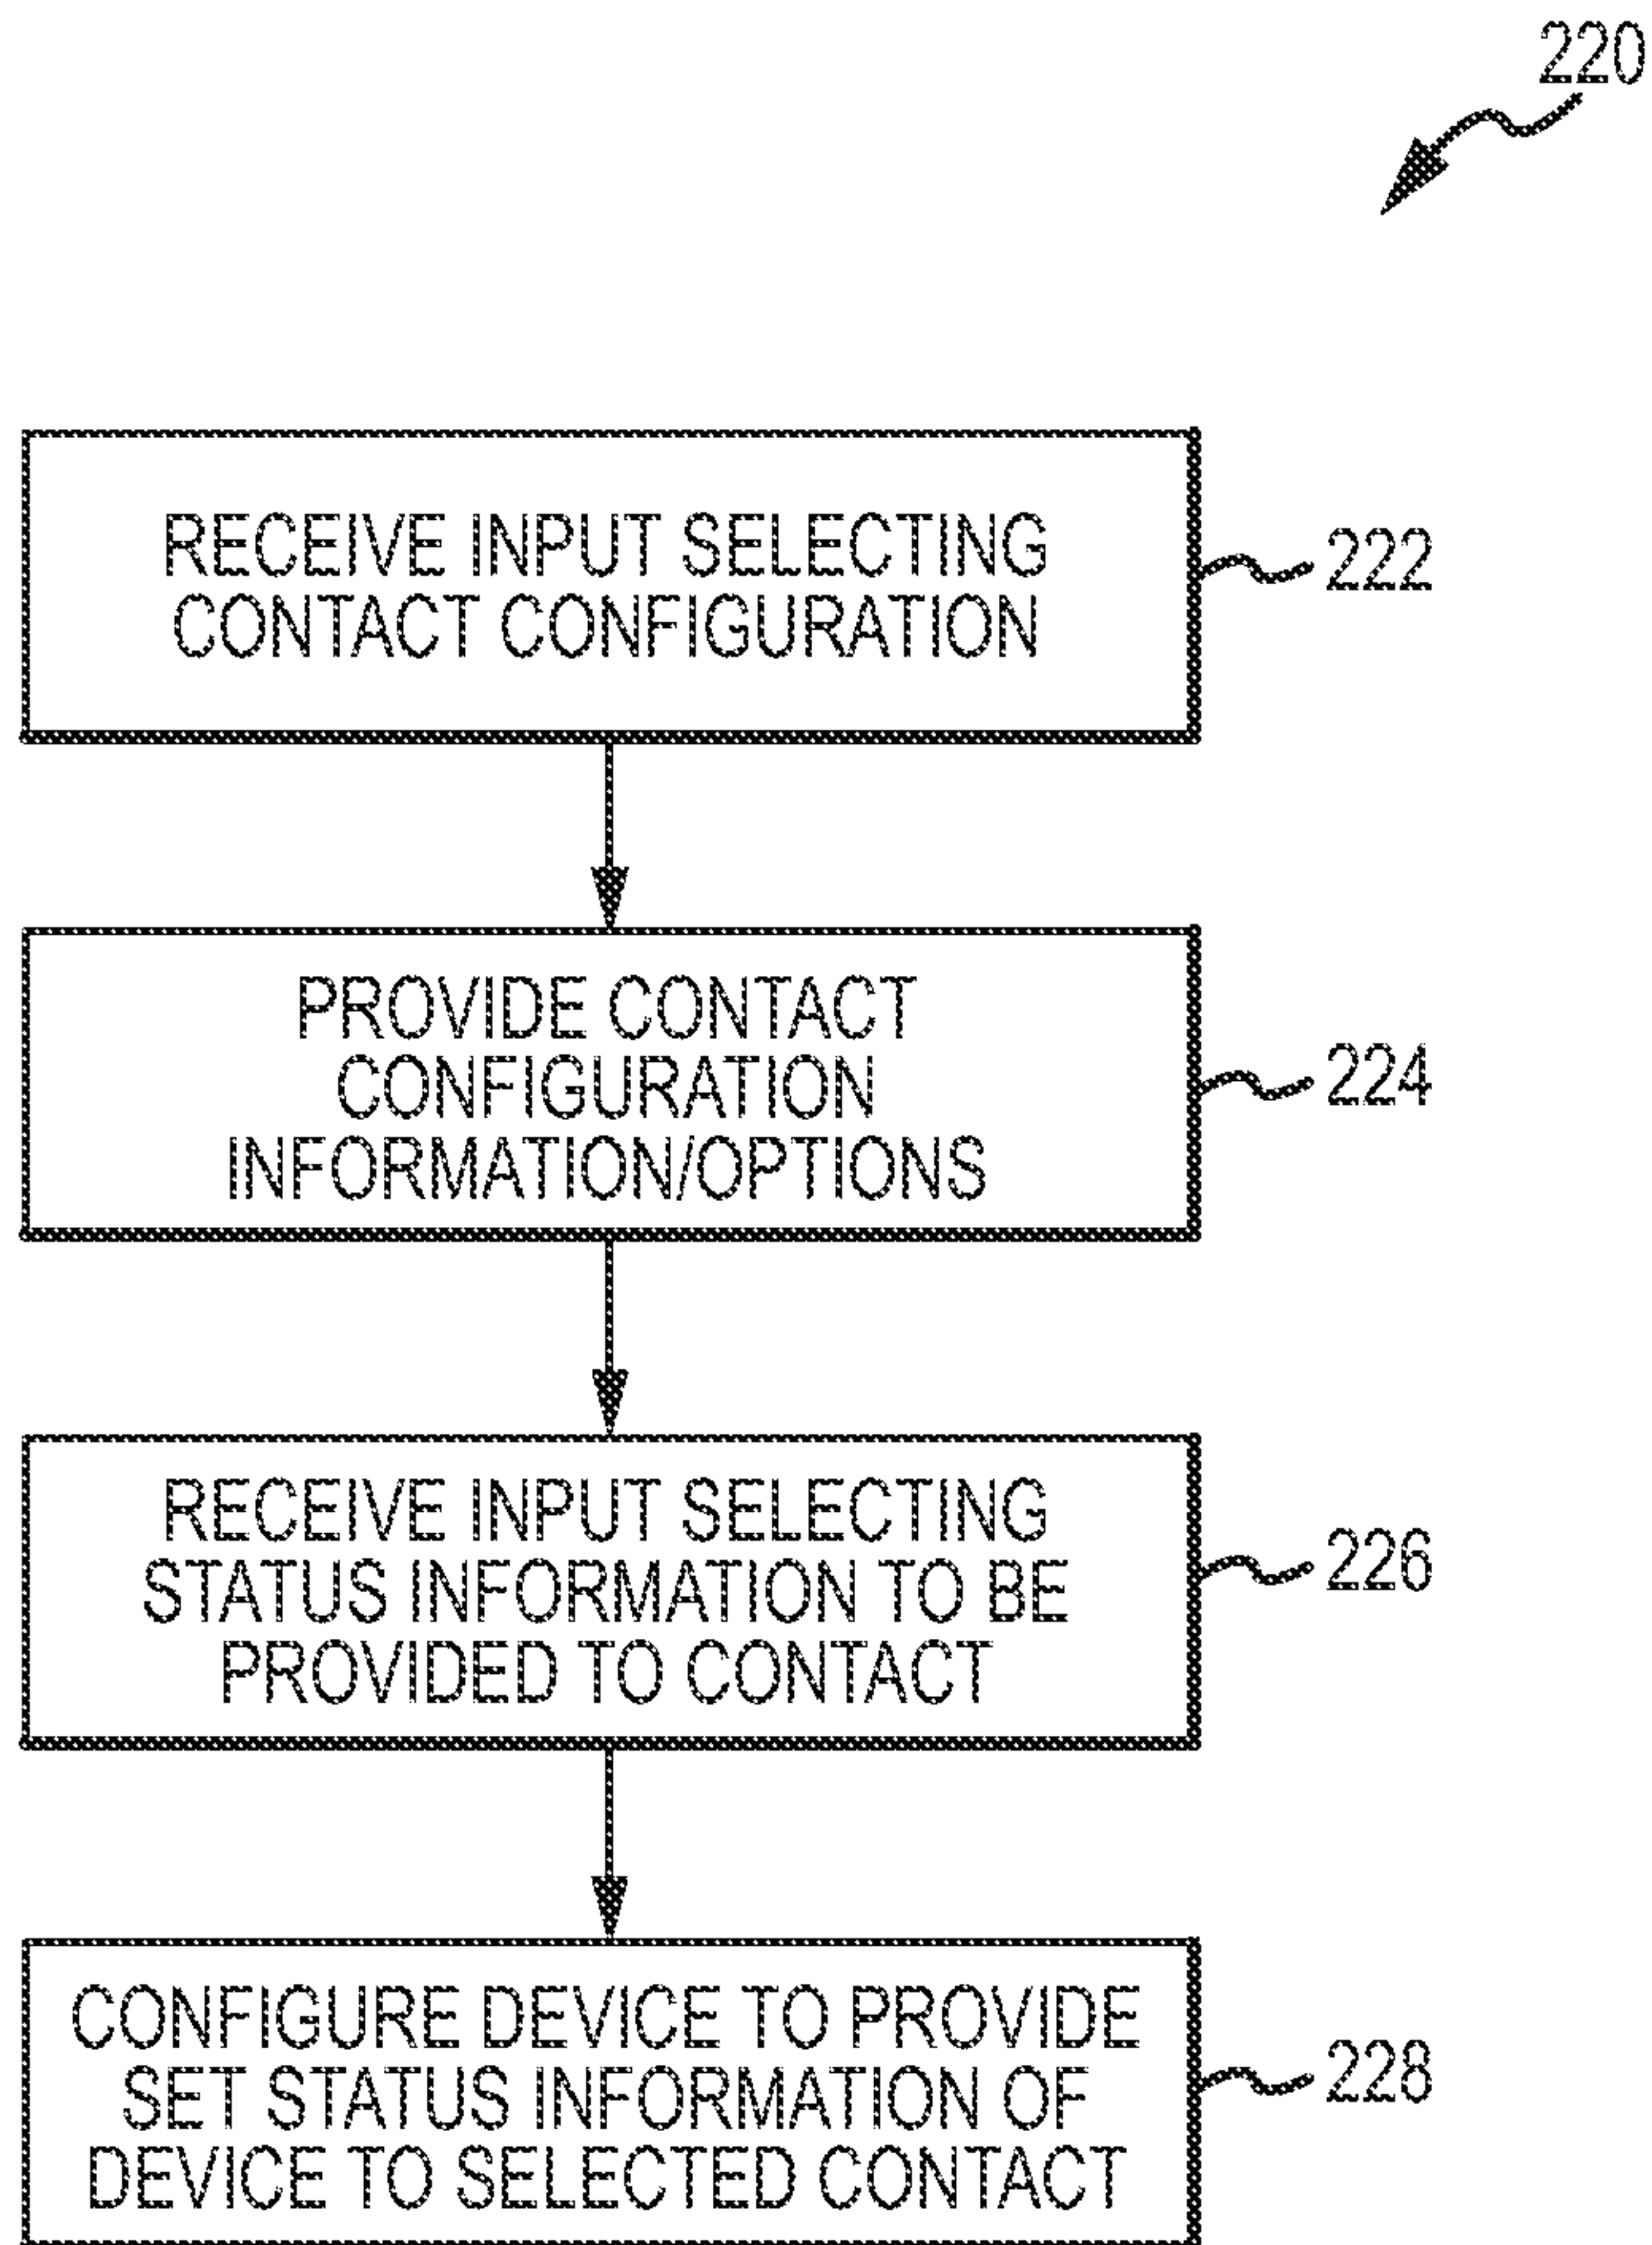 220
RECEIVE INPUT SELECTING
CONTACT CONFIGURATION
222
PROVIDE CONTACT
CONFIGURATION
INFORMATION/OPTIONS
224
RECEIVE INPUT SELECTING
STATUS INFORMATION TO BE
PROVIDED TO CONTACT
226
CONFIGURE DEVICE TO PROVIDE
SET STATUS INFORMATION OF
DEVICE TO SELECTED CONTACT
228